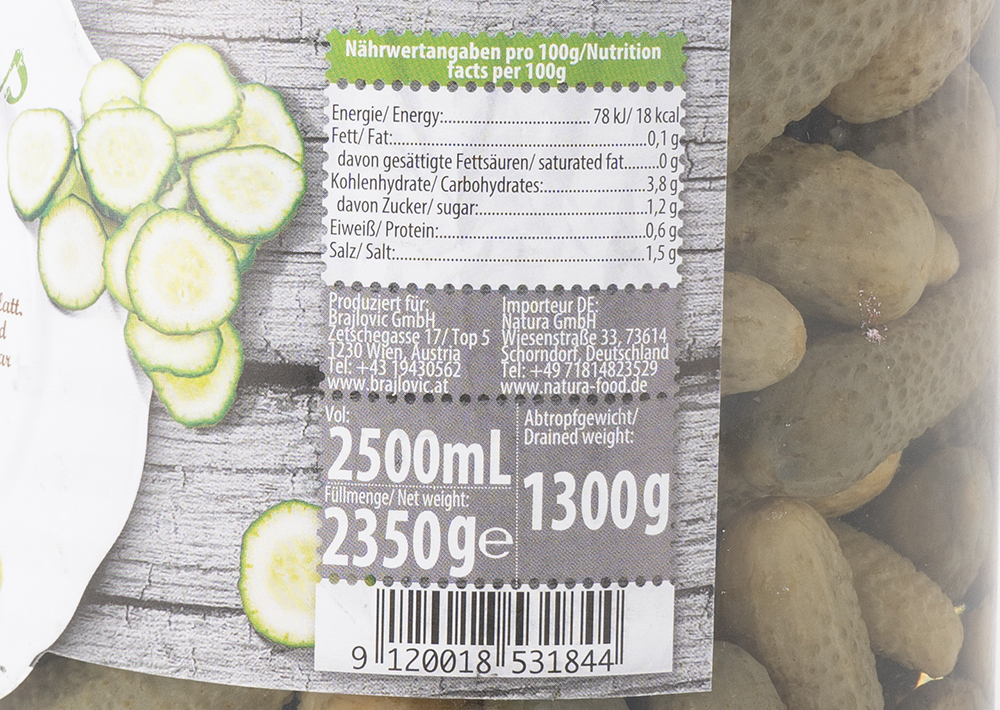 latt,
d
ar
Nährwertangaben pro 100g/Nutrition
facts per 100g
Energie/ Energy:.................................78 kJ/ 18 kcal
Fett/ Fat:..........................................................0,1 g
davon gesättigte Fettsäuren/ saturated fat.......0 g
Kohlenhydrate/ Carbohydrates:.......................3,8 g
davon Zucker/ sugar:........................................1,2 g
Eiweiß/ Protein:................................................0,6 g
Salz/ Salt:..........................................................1,5 g
Produziert für:
Brajlovic GmbH
Zetschegasse 17/ Top 5
1230 Wien, Austria
Tel: +43 19430562
www.brajlovic.at
Importeur DE:
Natura GmbH
Wiesenstraße 33, 73614
Schorndorf, Deutschland
Tel: +49 71814823529
www.natura-food.de
Vol:
2500mL
Füllmenge/ Net weight:
2350g℮
Abtropfgewicht/
Drained weight:
1300g
9 120018 531844